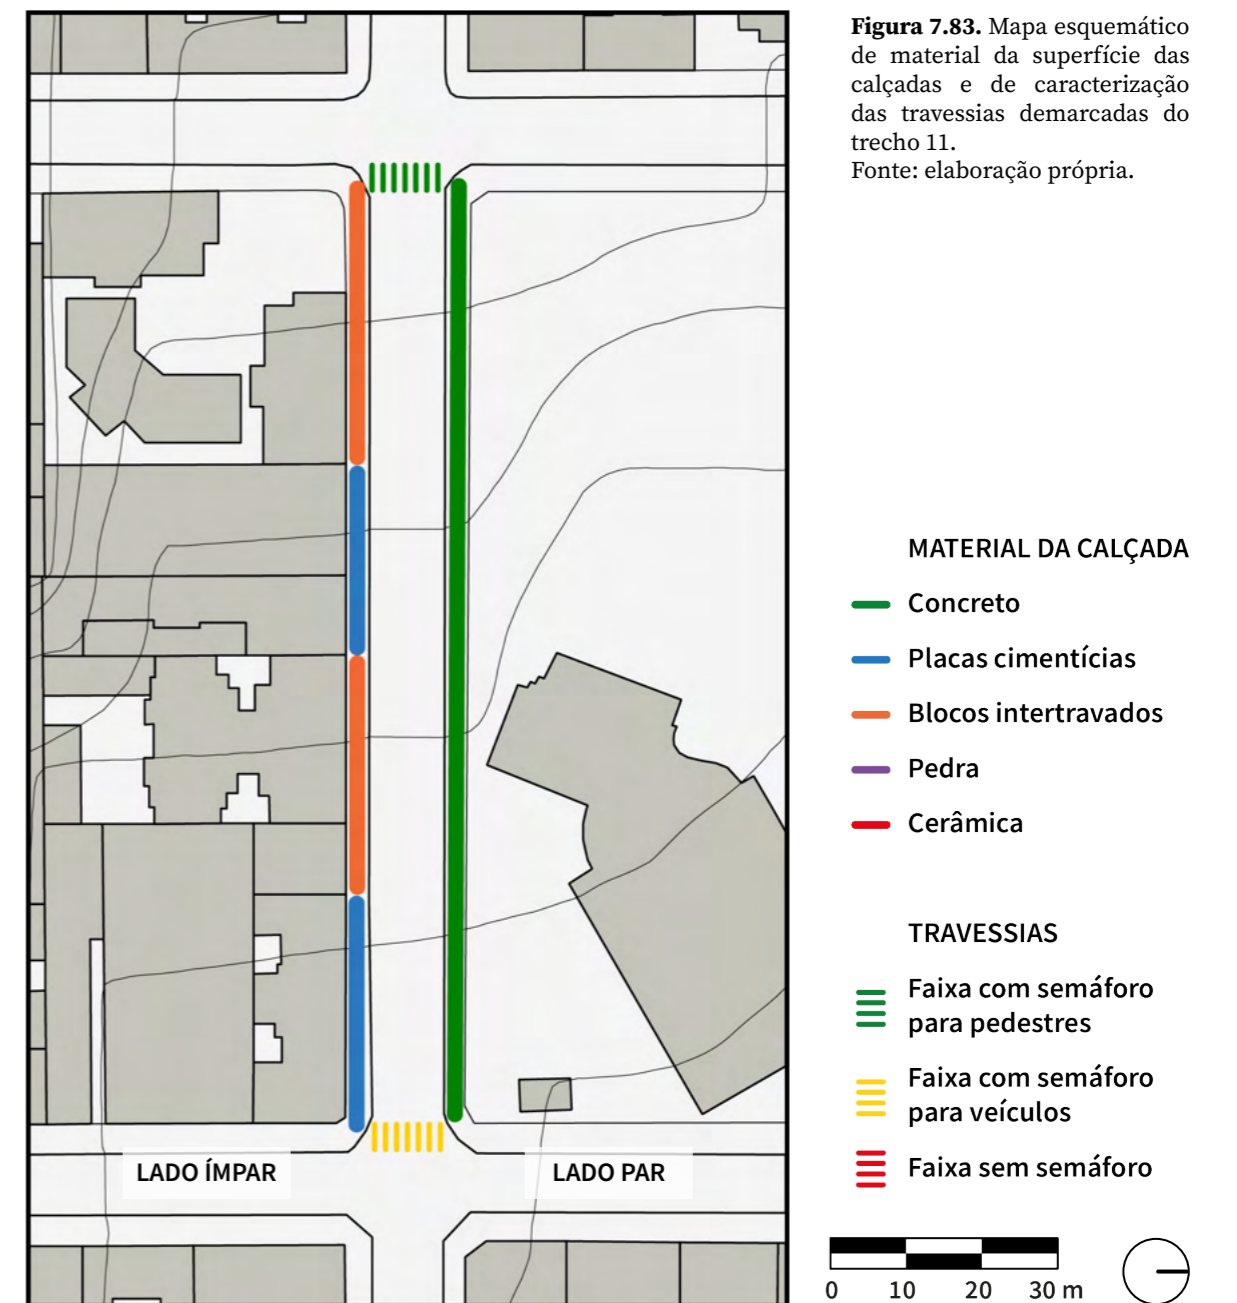 Figura 7.83. Mapa esquemático
de material da superfície das
calçadas e de caracterização
das travessias demarcadas do
trecho 11.
Fonte: elaboração própria.
MATERIAL DA CALÇADA
Concreto
Placas cimentícias
Blocos intertravados
Pedra
Cerâmica
TRAVESSIAS
Faixa com semáforo
para pedestres
Faixa com semáforo
para veículos
Faixa sem semáforo
LADO ÍMPAR
LADO PAR
0 10 20 30 m